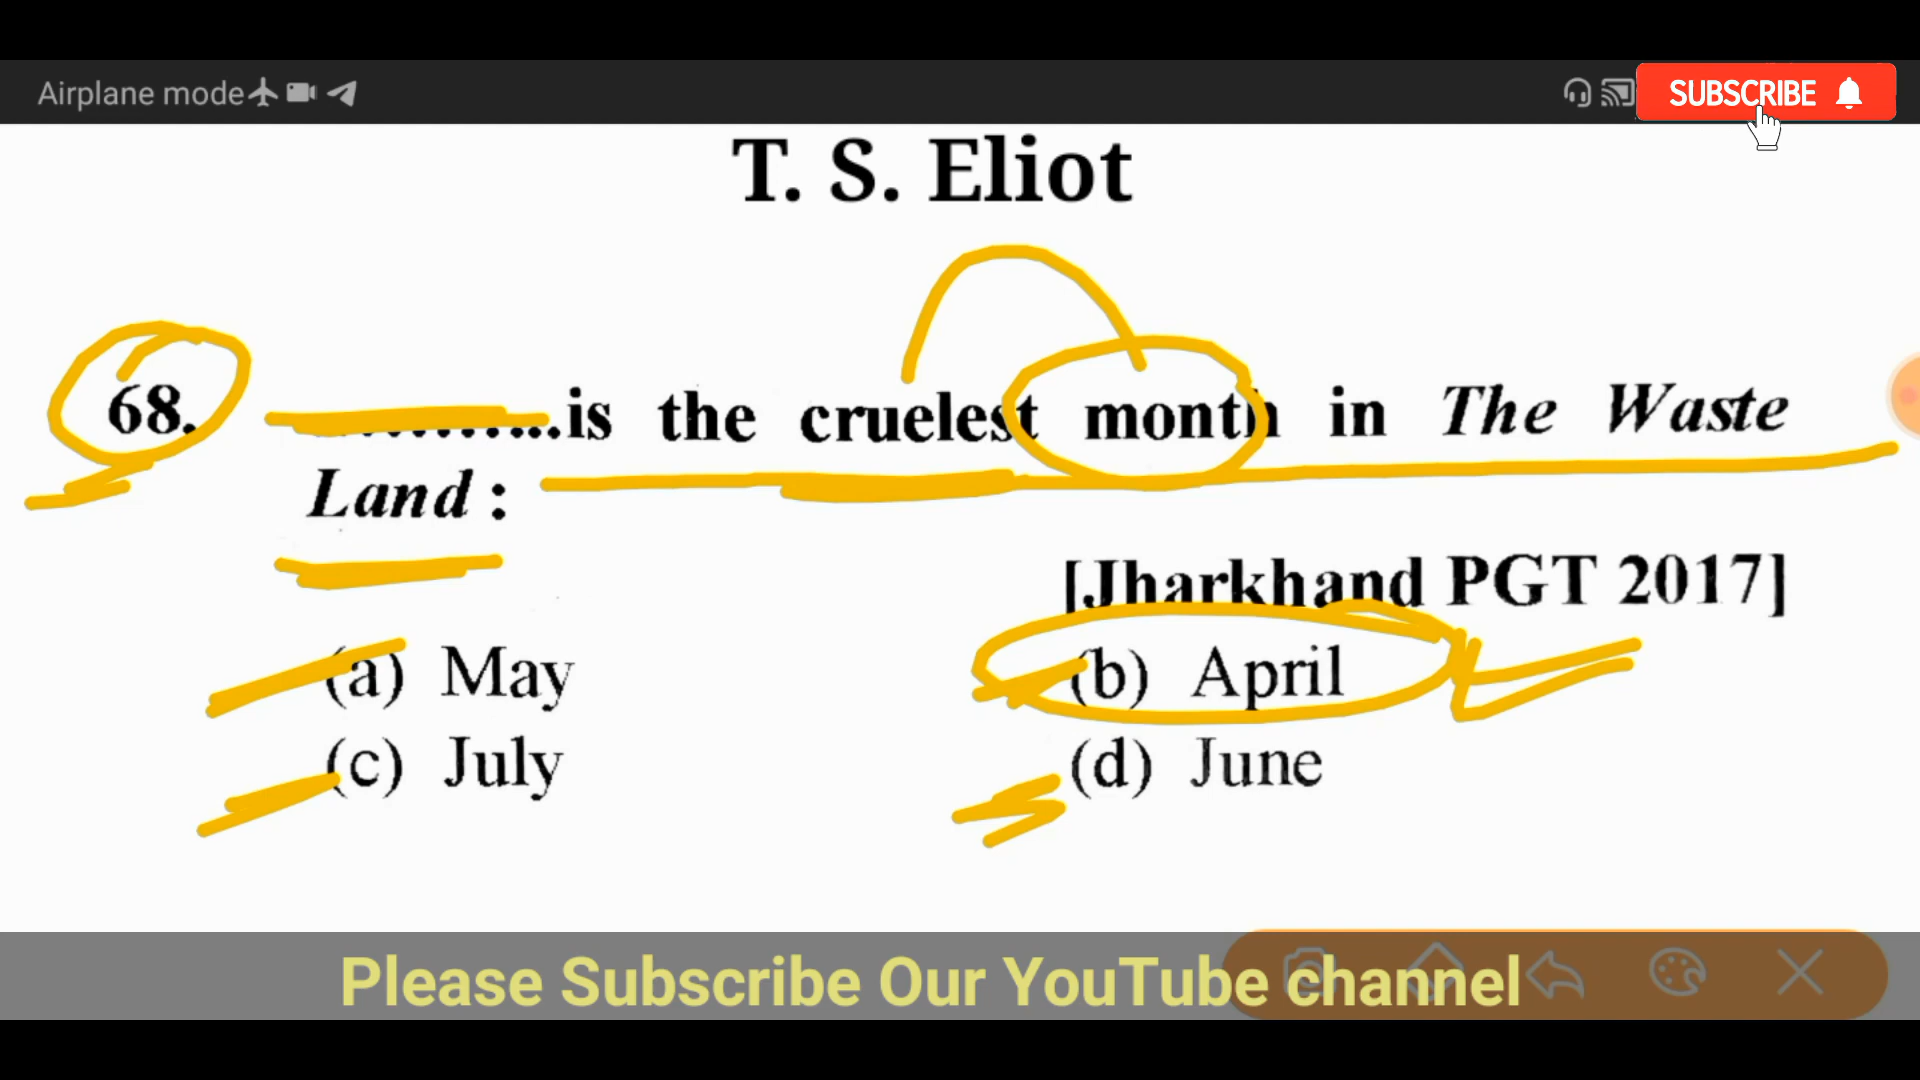 Airplane mode
SUBSCRIBE
T. S. Eliot
68. ............is the cruelest month in The Waste
Land :
[Jharkhand PGT 2017]
(a) May (b) April
(c) July (d) June
Please Subscribe Our YouTube channel